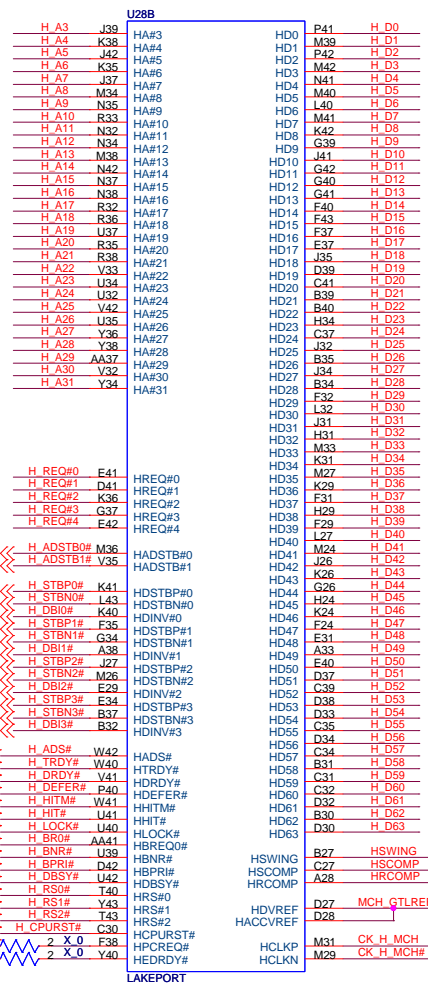 U28B
H_A3 J39 HA#3
H_A4 K38 HA#4
H_A5 J42 HA#5
H_A6 K35 HA#6
H_A7 J37 HA#7
H_A8 M34 HA#8
H_A9 N35 HA#9
H_A10 R33 HA#10
H_A11 N32 HA#11
H_A12 N34 HA#12
H_A13 M38 HA#13
H_A14 N42 HA#14
H_A15 N37 HA#15
H_A16 N38 HA#16
H_A17 R32 HA#17
H_A18 R36 HA#18
H_A19 U37 HA#19
H_A20 R35 HA#20
H_A21 R38 HA#21
H_A22 V33 HA#22
H_A23 U34 HA#23
H_A24 U32 HA#24
H_A25 V42 HA#25
H_A26 U35 HA#26
H_A27 Y36 HA#27
H_A28 Y38 HA#28
H_A29 AA37 HA#29
H_A30 V32 HA#30
H_A31 Y34 HA#31
H_REQ#0 E41 HREQ#0
H_REQ#1 D41 HREQ#1
H_REQ#2 K36 HREQ#2
H_REQ#3 G37 HREQ#3
H_REQ#4 E42 HREQ#4
H_ADSTB0# M36 HADSTB#0
H_ADSTB1# V35 HADSTB#1
H_STBP0# K41 HDSTBP#0
H_STBN0# L43 HDSTBN#0
H_DBI0# K40 HDINV#0
H_STBP1# F35 HDSTBP#1
H_STBN1# G34 HDSTBN#1
H_DBI1# A38 HDINV#1
H_STBP2# J27 HDSTBP#2
H_STBN2# M26 HDSTBN#2
H_DBI2# E29 HDINV#2
H_STBP3# E34 HDSTBP#3
H_STBN3# B37 HDSTBN#3
H_DBI3# B32 HDINV#3
H_ADS# W42 HADS#
H_TRDY# W40 HTRDY#
H_DRDY# V41 HDRDY#
H_DEFER# P40 HDEFER#
H_HITM# W41 HHITM#
H_HIT# U41 HHIT#
H_LOCK# U40 HLOCK#
H_BR0# AA41 HBREQ0#
H_BNR# U39 HBNR#
H_BPRI# D42 HBPRI#
H_DBSY# U42 HDBSY#
H_RS0# T40 HRS#0
H_RS1# Y43 HRS#1
H_RS2# T43 HRS#2
H_CPURST# C30 HCPURST#
2 X_0 F38 HPCREQ#
2 X_0 Y40 HEDRDY#
HD0 P41 H_D0
HD1 M39 H_D1
HD2 P42 H_D2
HD3 M42 H_D3
HD4 N41 H_D4
HD5 M40 H_D5
HD6 L40 H_D6
HD7 M41 H_D7
HD8 K42 H_D8
HD9 G39 H_D9
HD10 J41 H_D10
HD11 G42 H_D11
HD12 G40 H_D12
HD13 G41 H_D13
HD14 F40 H_D14
HD15 F43 H_D15
HD16 F37 H_D16
HD17 E37 H_D17
HD18 J35 H_D18
HD19 D39 H_D19
HD20 C41 H_D20
HD21 B39 H_D21
HD22 B40 H_D22
HD23 H34 H_D23
HD24 C37 H_D24
HD25 J32 H_D25
HD26 B35 H_D26
HD27 J34 H_D27
HD28 B34 H_D28
HD29 F32 H_D29
HD30 L32 H_D30
HD31 J31 H_D31
HD32 H31 H_D32
HD33 M33 H_D33
HD34 K31 H_D34
HD35 M27 H_D35
HD36 K29 H_D36
HD37 F31 H_D37
HD38 H29 H_D38
HD39 F29 H_D39
HD40 L27 H_D40
HD41 M24 H_D41
HD42 J26 H_D42
HD43 K26 H_D43
HD44 G26 H_D44
HD45 H24 H_D45
HD46 K24 H_D46
HD47 F24 H_D47
HD48 E31 H_D48
HD49 A33 H_D49
HD50 E40 H_D50
HD51 D37 H_D51
HD52 C39 H_D52
HD53 D38 H_D53
HD54 D33 H_D54
HD55 C35 H_D55
HD56 D34 H_D56
HD57 C34 H_D57
HD58 B31 H_D58
HD59 C31 H_D59
HD60 C32 H_D60
HD61 D32 H_D61
HD62 B30 H_D62
HD63 D30 H_D63
HSWING B27 HSWING
HSCOMP C27 HSCOMP
HRCOMP A28 HRCOMP
HDVREF D27 MCH_GTLREF
HACCVREF D28
HCLKP M31 CK_H_MCH
HCLKN M29 CK_H_MCH#
LAKEPORT